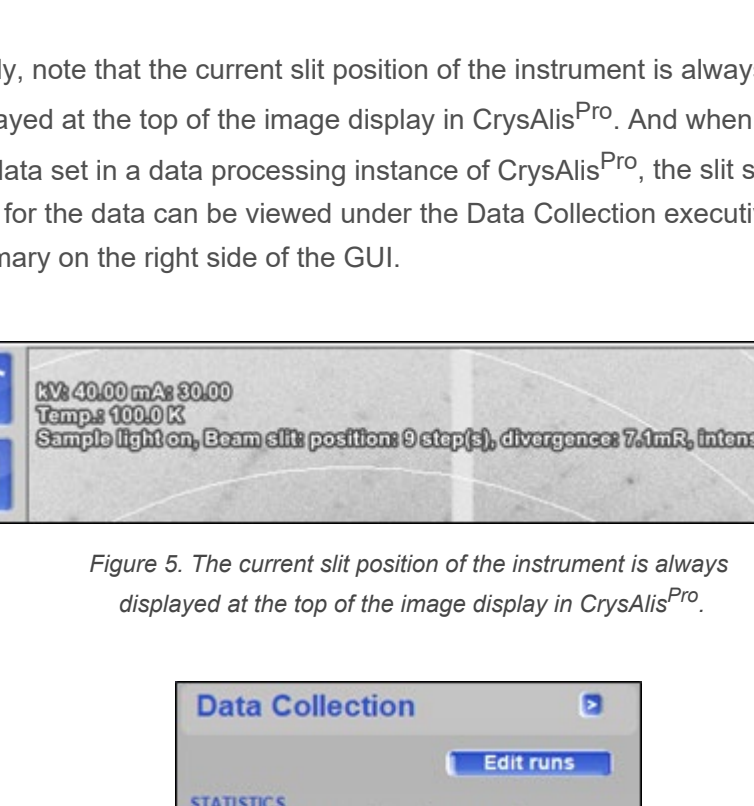 ly, note that the current slit position of the instrument is always
ayed at the top of the image display in CrysAlisPro. And when
data set in a data processing instance of CrysAlisPro, the slit s
for the data can be viewed under the Data Collection executi
mary on the right side of the GUI.
kV: 40.00 mA: 30.00
Temp.: 100.0 K
Sample light on, Beam slit: position: 9 step(s), divergence: 7.1mR, intens
Figure 5. The current slit position of the instrument is always
displayed at the top of the image display in CrysAlisPro.
Data Collection
Edit runs
STATISTICS